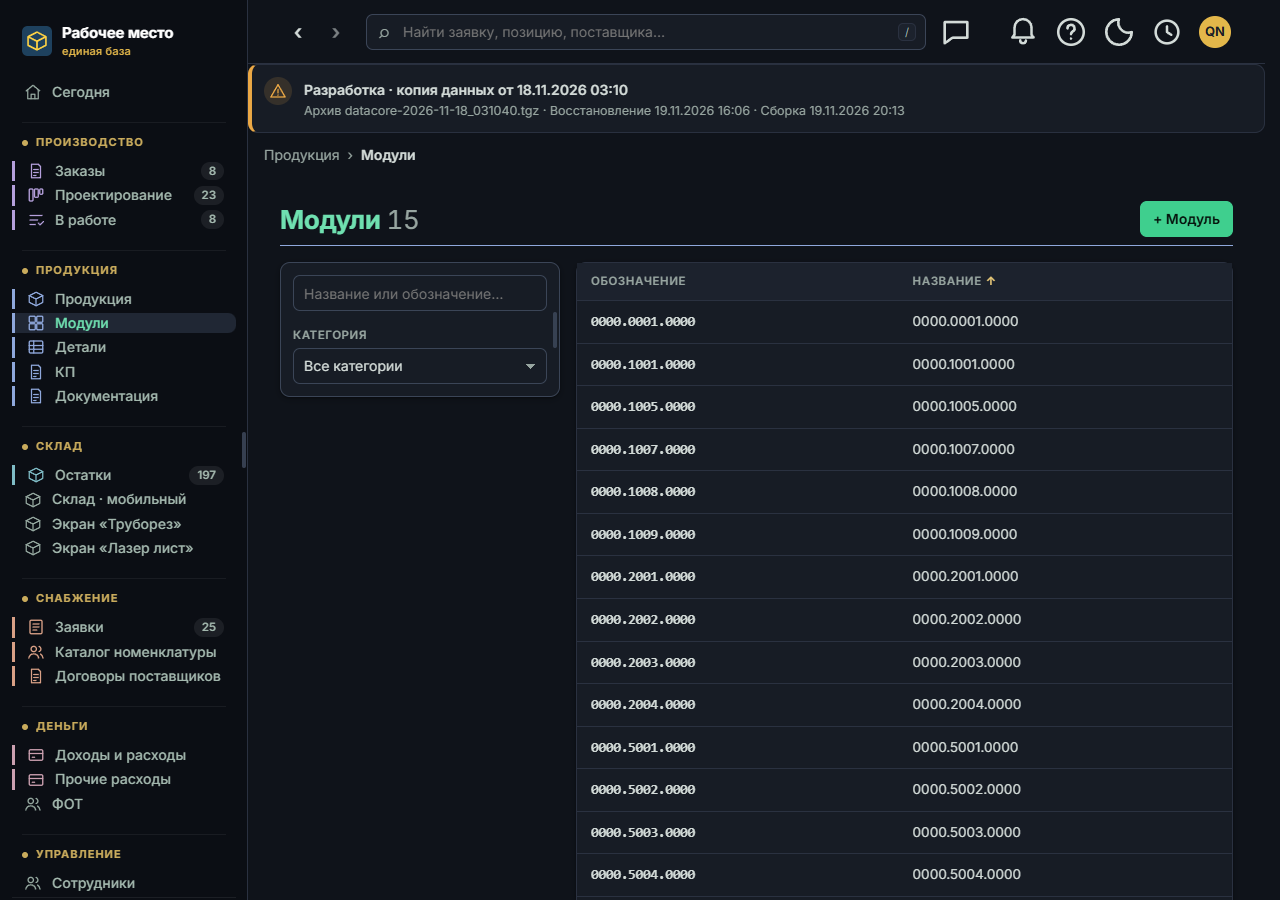 Рабочее место
единая база
Сегодня
ПРОИЗВОДСТВО
Заказы 8
Проектирование 23
В работе 8
ПРОДУКЦИЯ
Продукция
Модули
Детали
КП
Документация
СКЛАД
Остатки 197
Склад · мобильный
Экран «Труборез»
Экран «Лазер лист»
СНАБЖЕНИЕ
Заявки 25
Каталог номенклатуры
Договоры поставщиков
ДЕНЬГИ
Доходы и расходы
Прочие расходы
ФОТ
УПРАВЛЕНИЕ
Сотрудники
Найти заявку, позицию, поставщика... /
QN
Разработка · копия данных от 18.11.2026 03:10
Архив datacore-2026-11-18_031040.tgz · Восстановление 19.11.2026 16:06 · Сборка 19.11.2026 20:13
Продукция › Модули
Модули 15
+ Модуль
Название или обозначение...
КАТЕГОРИЯ
Все категории
ОБОЗНАЧЕНИЕ НАЗВАНИЕ ↑
0000.0001.0000 0000.0001.0000
0000.1001.0000 0000.1001.0000
0000.1005.0000 0000.1005.0000
0000.1007.0000 0000.1007.0000
0000.1008.0000 0000.1008.0000
0000.1009.0000 0000.1009.0000
0000.2001.0000 0000.2001.0000
0000.2002.0000 0000.2002.0000
0000.2003.0000 0000.2003.0000
0000.2004.0000 0000.2004.0000
0000.5001.0000 0000.5001.0000
0000.5002.0000 0000.5002.0000
0000.5003.0000 0000.5003.0000
0000.5004.0000 0000.5004.0000